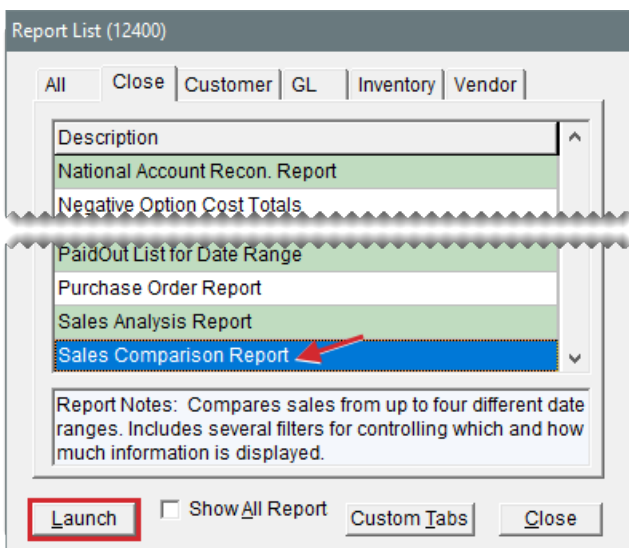 Report List (12400)
All Close Customer GL Inventory Vendor
Description
National Account Recon. Report
Negative Option Cost Totals
PaidOut List for Date Range
Purchase Order Report
Sales Analysis Report
Sales Comparison Report
Report Notes: Compares sales from up to four different date
ranges. Includes several filters for controlling which and how
much information is displayed.
Launch Show All Report Custom Tabs Close